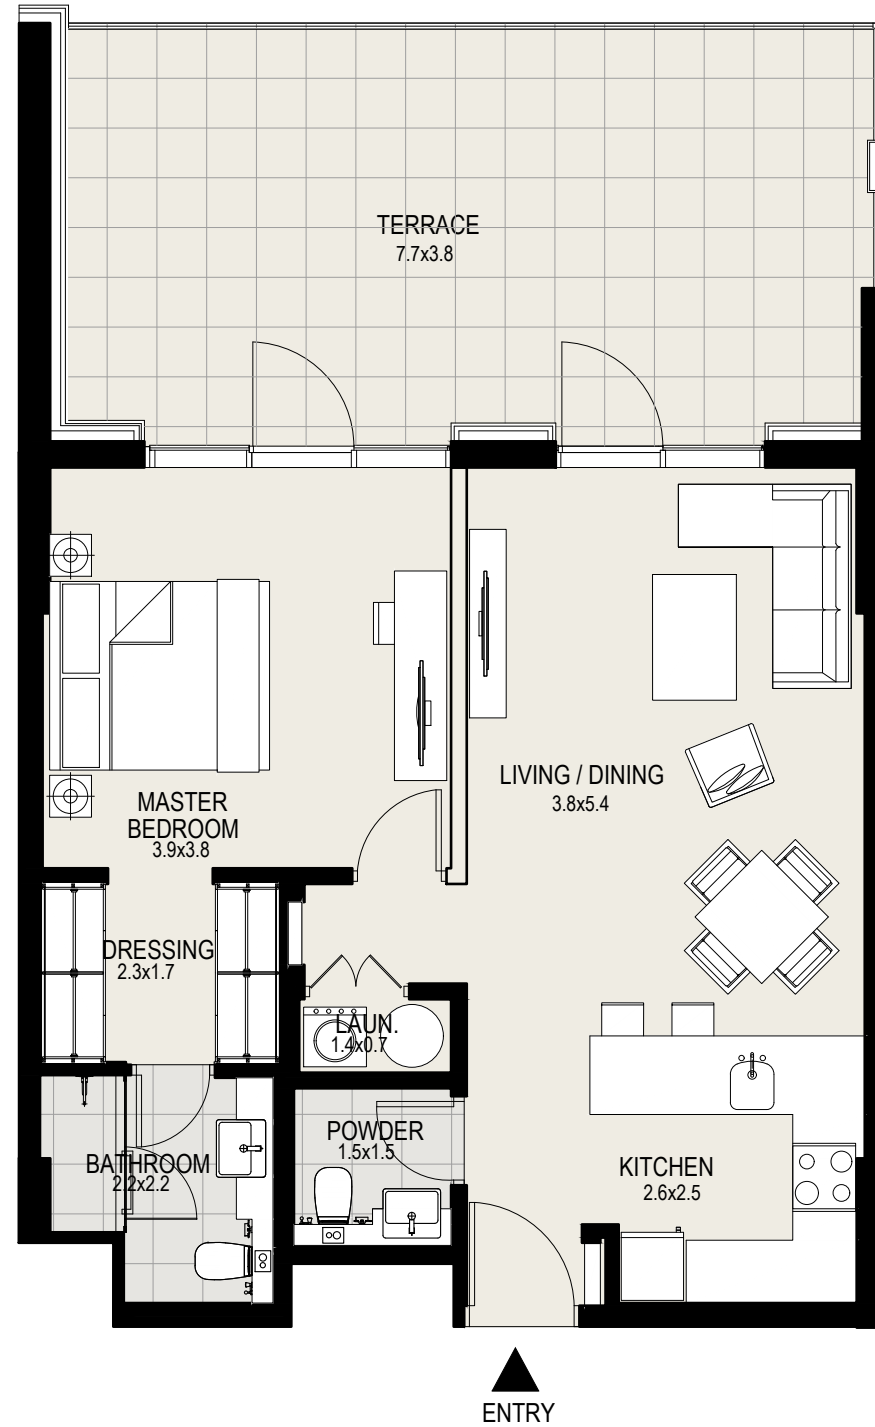 TERRACE
7.7x3.8
LIVING / DINING
3.8x5.4
MASTER
BEDROOM
3.9x3.8
DRESSING
2.3x1.7
LAUN.
1.4x0.7
POWDER
1.5x1.5
BATHROOM
2.2x2.2
KITCHEN
2.6x2.5
ENTRY